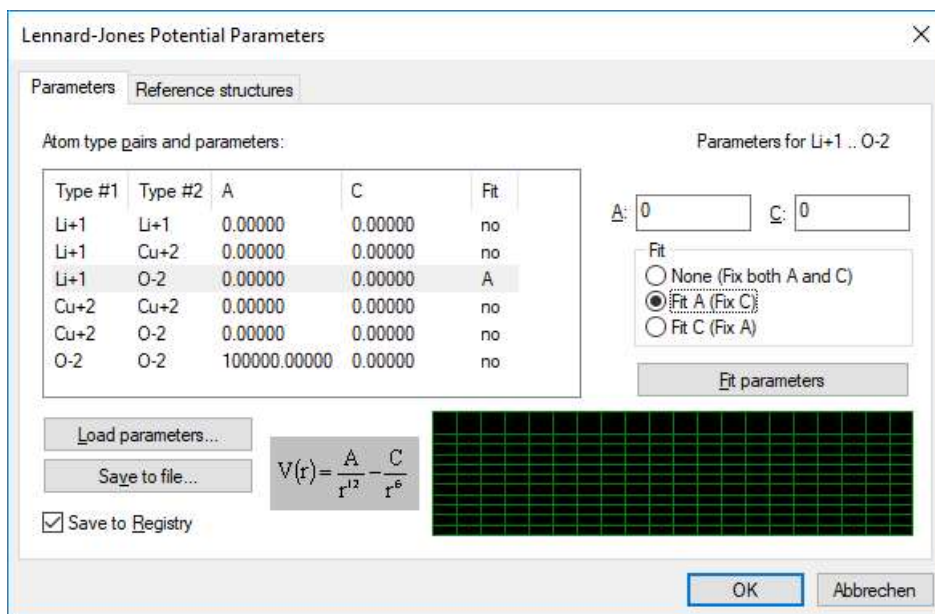 Lennard-Jones Potential Parameters
Parameters Reference structures
Atom type pairs and parameters:
Parameters for Li+1 .. O-2
Type #1 Type #2 A C Fit
Li+1 Li+1 0.00000 0.00000 no
Li+1 Cu+2 0.00000 0.00000 no
Li+1 O-2 0.00000 0.00000 A
Cu+2 Cu+2 0.00000 0.00000 no
Cu+2 O-2 0.00000 0.00000 no
O-2 O-2 100000.00000 0.00000 no
A: 0 C: 0
Fit
None (Fix both A and C)
Fit A (Fix C)
Fit C (Fix A)
Fit parameters
Load parameters...
Save to file...
Save to Registry
V(r) = A/r^12 − C/r^6
OK Abbrechen